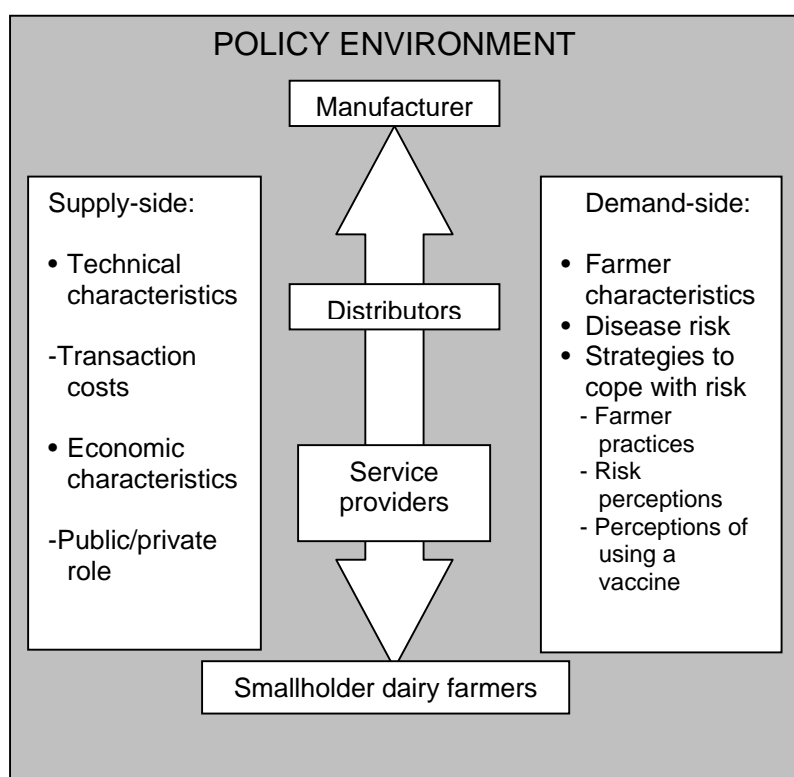 POLICY ENVIRONMENT
Manufacturer
Supply-side:
• Technical
characteristics
-Transaction
costs
• Economic
characteristics
-Public/private
role
Distributors
Service
providers
Demand-side:
• Farmer
characteristics
• Disease risk
• Strategies to
cope with risk
- Farmer
practices
- Risk
perceptions
- Perceptions of
using a
vaccine
Smallholder dairy farmers